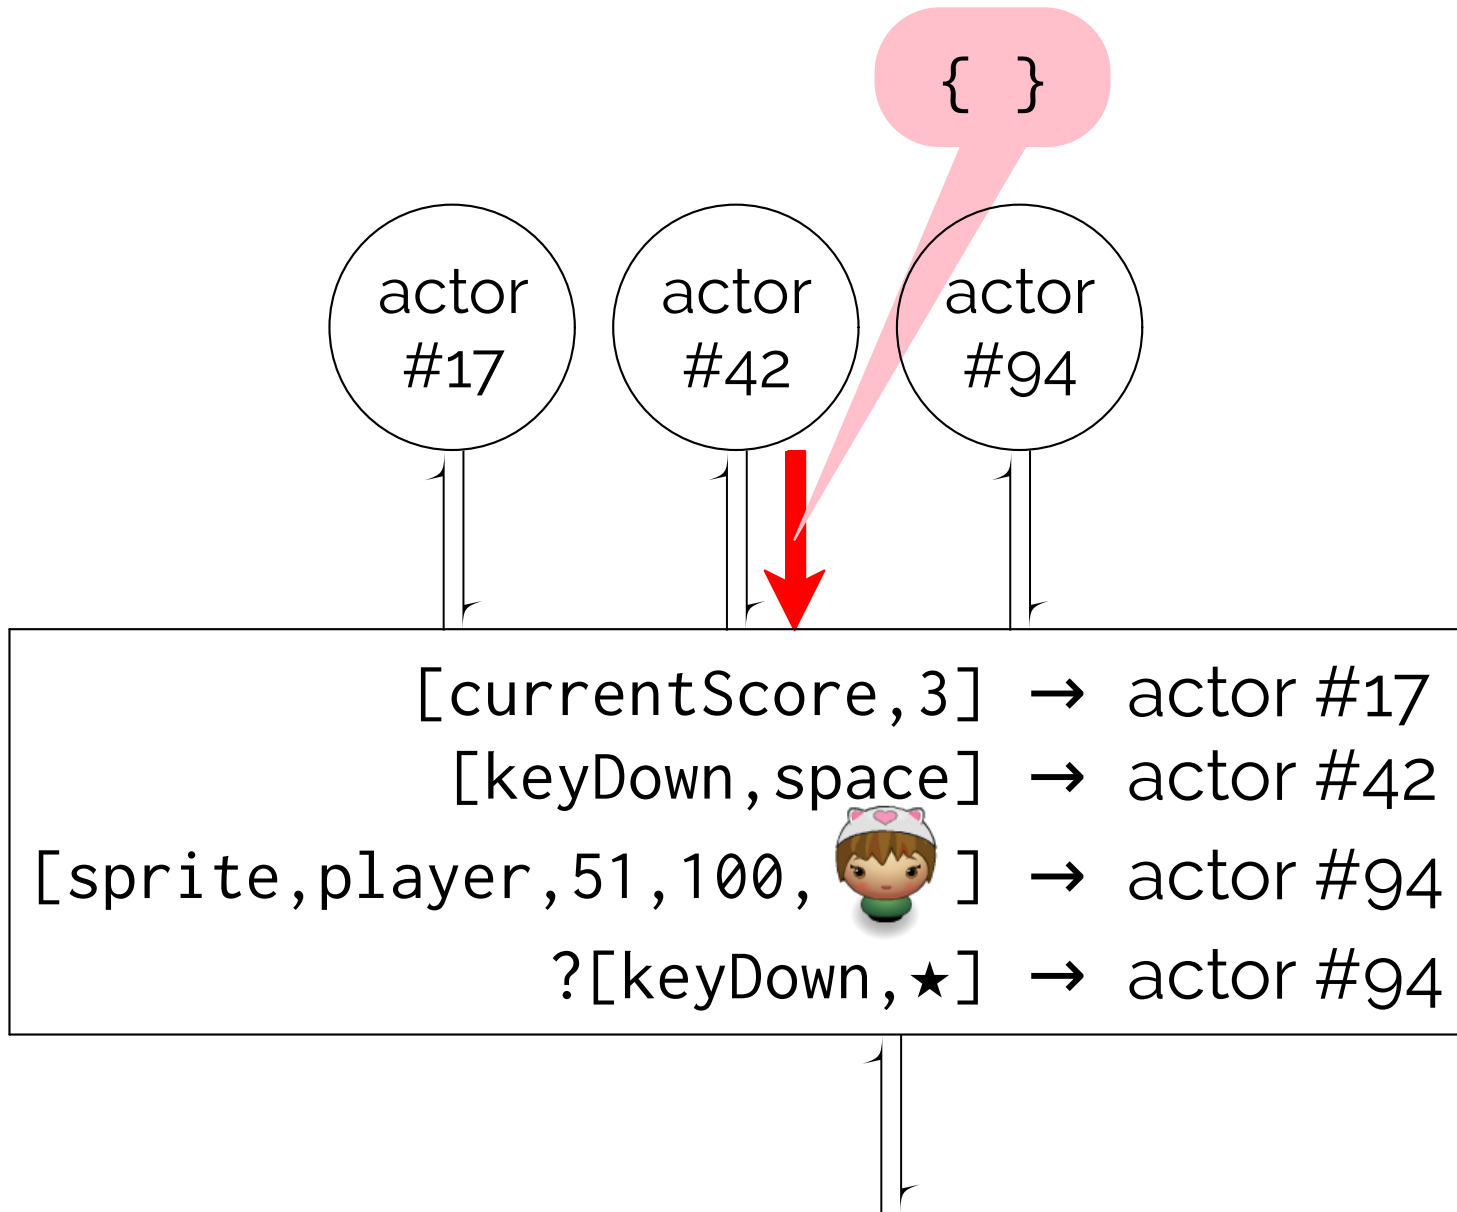 { }
actor
#17
actor
#42
actor
#94
[currentScore,3] → actor #17
[keyDown,space] → actor #42
[sprite,player,51,100, ] → actor #94
?[keyDown,★] → actor #94